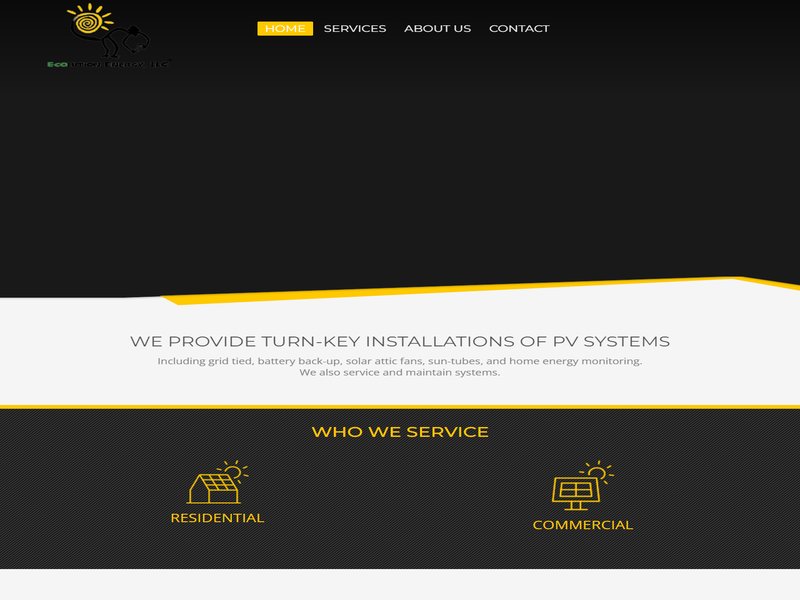 HOME SERVICES ABOUT US CONTACT
ENERGY, LLC
WE PROVIDE TURN-KEY INSTALLATIONS OF PV SYSTEMS
Including grid tied, battery back-up, solar attic fans, sun-tubes, and home energy monitoring.
We also service and maintain systems.
WHO WE SERVICE
RESIDENTIAL
COMMERCIAL